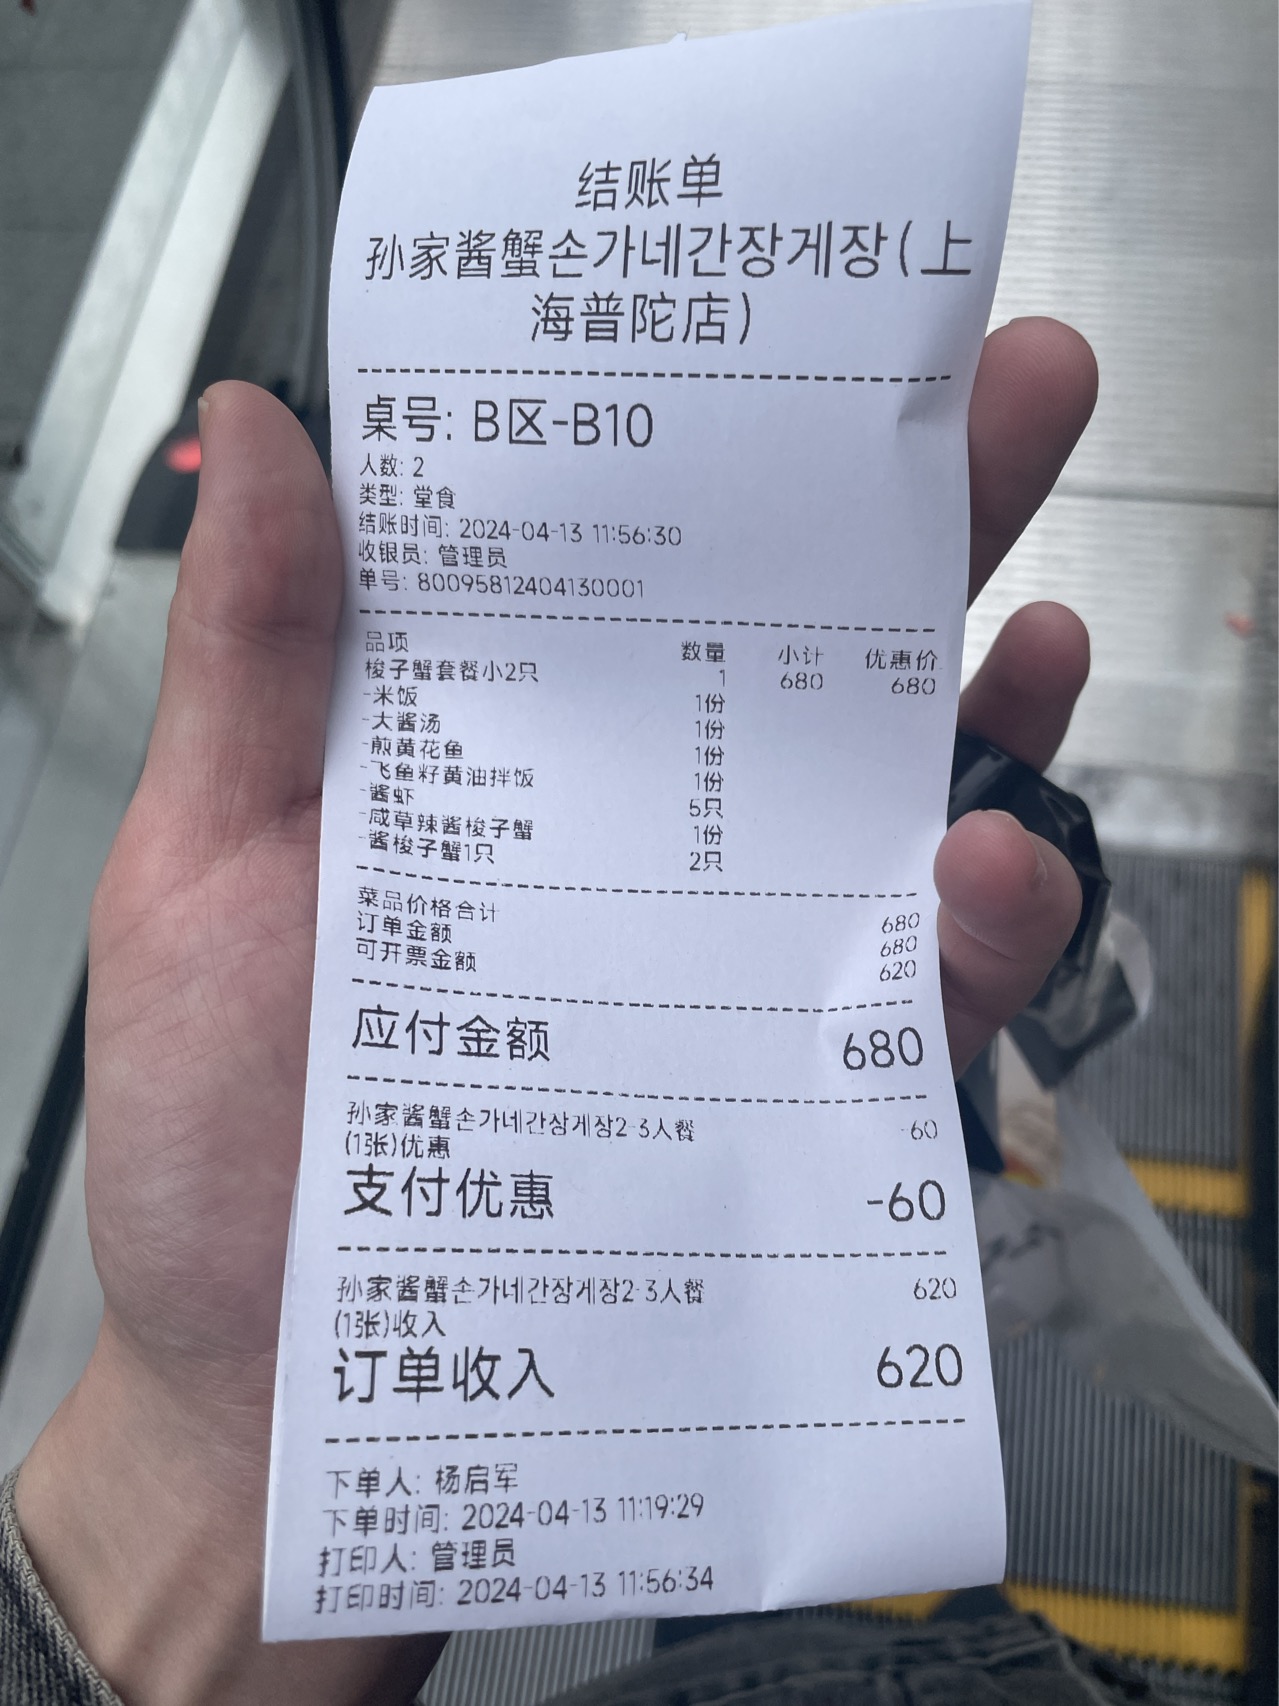 结账单
孙家酱蟹손가네간장게장(上
海普陀店)
桌号: B区-B10
人数: 2
类型: 堂食
结账时间: 2024-04-13 11:56:30
收银员: 管理员
单号: 80095812404130001
品项 数量 小计 优惠价
梭子蟹套餐小2只 1 680 680
-米饭 1份
-大酱汤 1份
-煎黄花鱼 1份
-飞鱼籽黄油拌饭 1份
-酱虾 5只
-咸草辣酱梭子蟹 1份
-酱梭子蟹1只 2只
菜品价格合计 680
订单金额 680
可开票金额 620
应付金额 680
孙家酱蟹손가네간장게장2-3人餐 -60
(1张)优惠
支付优惠 -60
孙家酱蟹손가네간장게장2-3人餐 620
(1张)收入
订单收入 620
下单人: 杨启军
下单时间: 2024-04-13 11:19:29
打印人: 管理员
打印时间: 2024-04-13 11:56:34